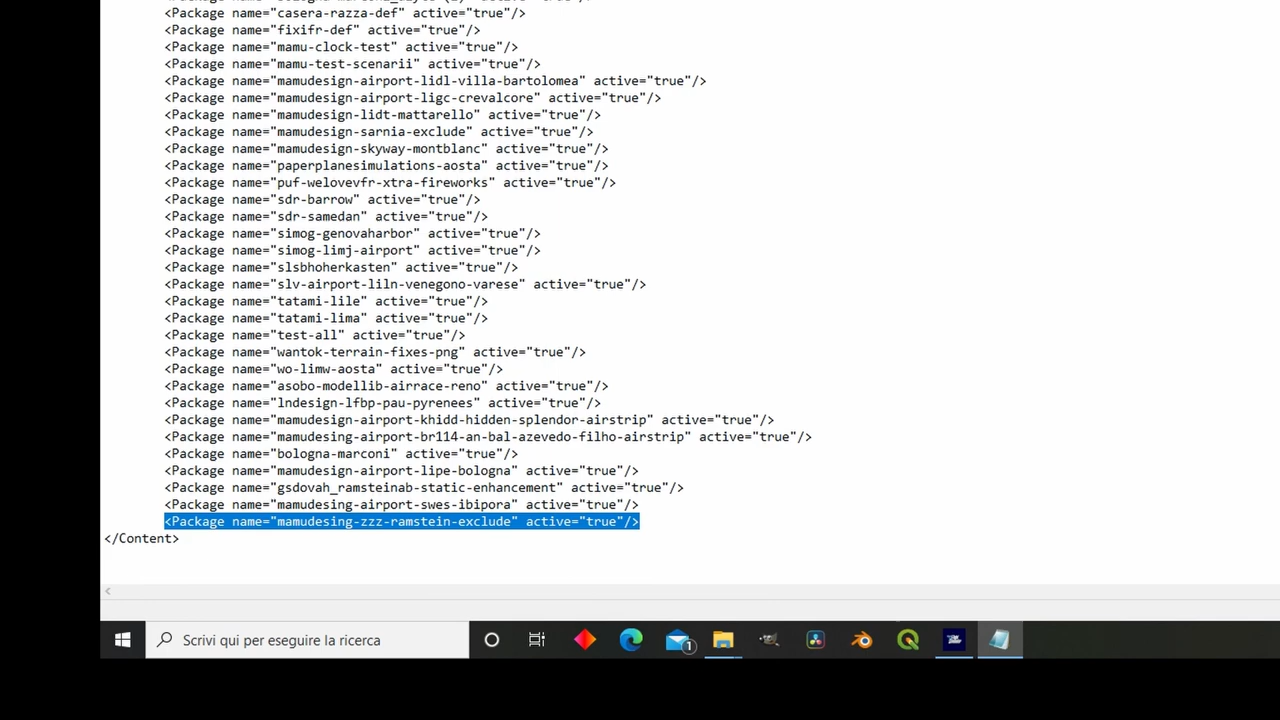 <Package name="casera-razza-def" active="true"/>
<Package name="fixifr-def" active="true"/>
<Package name="mamu-clock-test" active="true"/>
<Package name="mamu-test-scenarii" active="true"/>
<Package name="mamudesign-airport-lidl-villa-bartolomea" active="true"/>
<Package name="mamudesign-airport-ligc-crevalcore" active="true"/>
<Package name="mamudesign-lidt-mattarello" active="true"/>
<Package name="mamudesign-sarnia-exclude" active="true"/>
<Package name="mamudesign-skyway-montblanc" active="true"/>
<Package name="paperplanesimulations-aosta" active="true"/>
<Package name="puf-welovevfr-xtra-fireworks" active="true"/>
<Package name="sdr-barrow" active="true"/>
<Package name="sdr-samedan" active="true"/>
<Package name="simog-genovaharbor" active="true"/>
<Package name="simog-limj-airport" active="true"/>
<Package name="slsbhoherkasten" active="true"/>
<Package name="slv-airport-liln-venegono-varese" active="true"/>
<Package name="tatami-lile" active="true"/>
<Package name="tatami-lima" active="true"/>
<Package name="test-all" active="true"/>
<Package name="wantok-terrain-fixes-png" active="true"/>
<Package name="wo-limw-aosta" active="true"/>
<Package name="asobo-modellib-airrace-reno" active="true"/>
<Package name="lndesign-lfbp-pau-pyrenees" active="true"/>
<Package name="mamudesign-airport-khidd-hidden-splendor-airstrip" active="true"/>
<Package name="mamudesing-airport-br114-an-bal-azevedo-filho-airstrip" active="true"/>
<Package name="bologna-marconi" active="true"/>
<Package name="mamudesign-airport-lipe-bologna" active="true"/>
<Package name="gsdovah_ramsteinab-static-enhancement" active="true"/>
<Package name="mamudesing-airport-swes-ibipora" active="true"/>
<Package name="mamudesing-zzz-ramstein-exclude" active="true"/>
</Content>
Scrivi qui per eseguire la ricerca
1